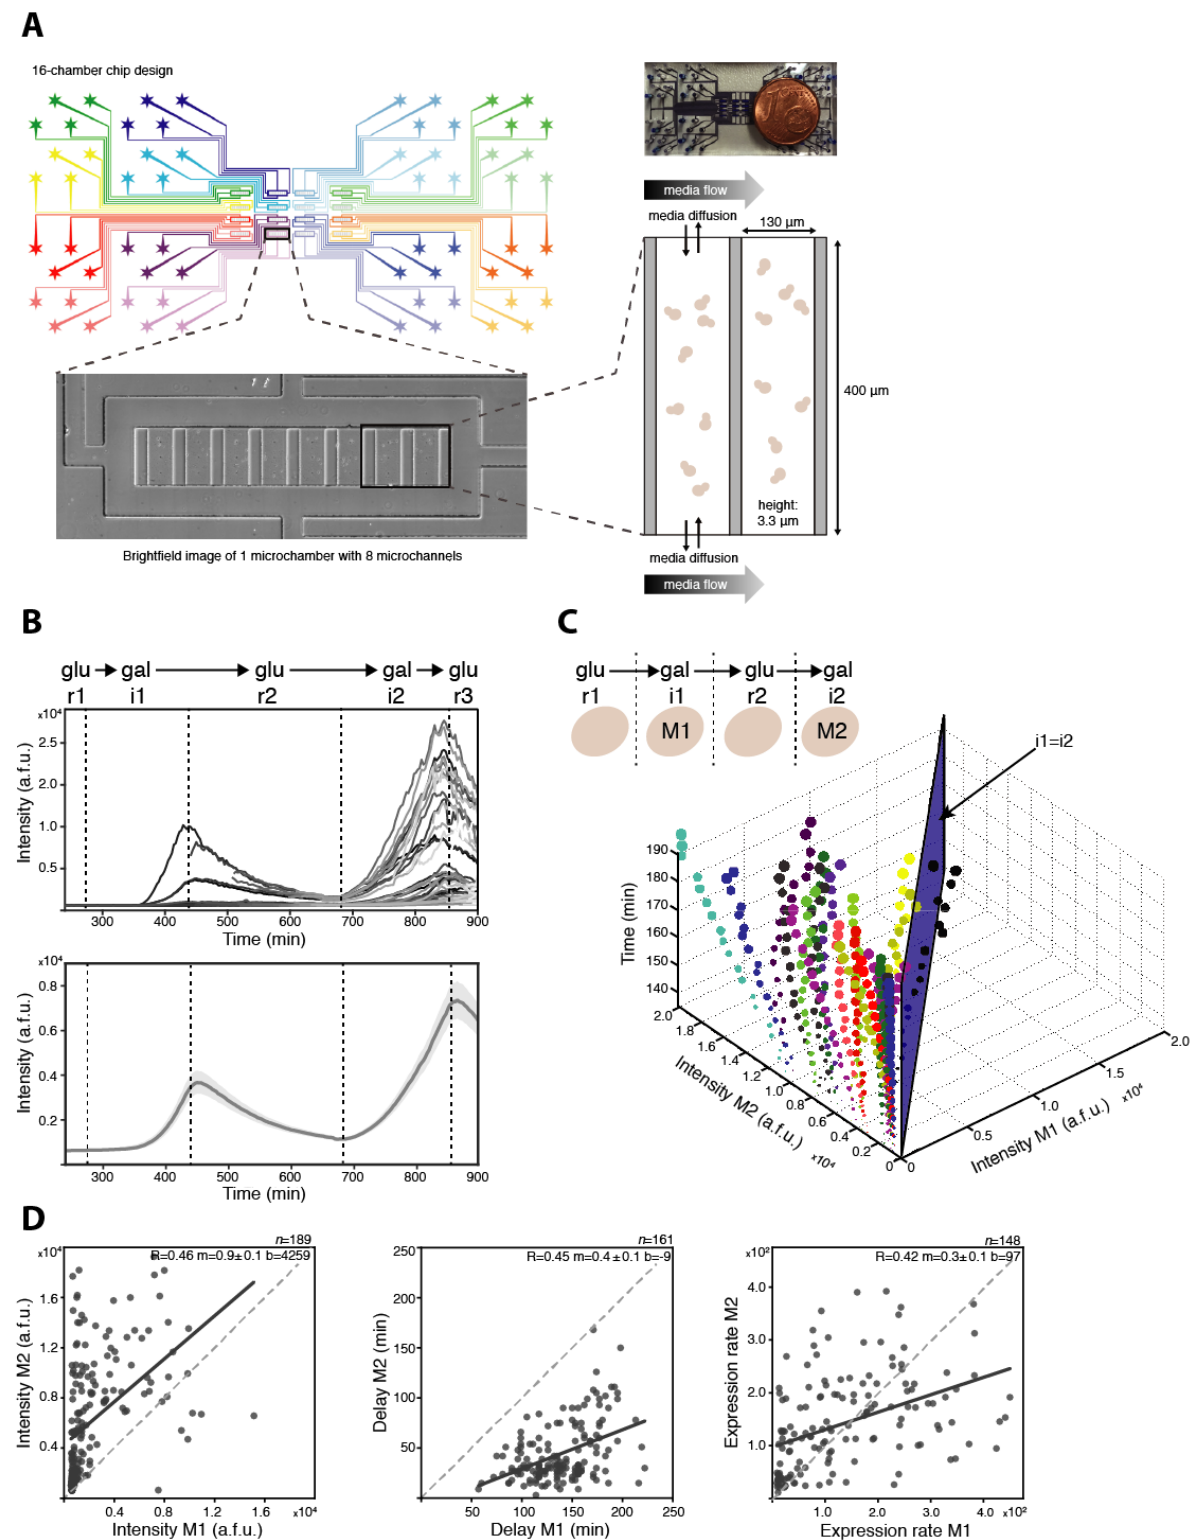 A
16-chamber chip design
media flow
media diffusion
130 µm
400 µm
height:
3.3 µm
media diffusion
media flow
Brightfield image of 1 microchamber with 8 microchannels
B
glu gal glu gal glu
r1 i1 r2 i2 r3
x10⁴
2.5
2.0
1.0
0.5
Intensity (a.f.u.)
300 400 500 600 700 800 900
Time (min)
x10⁴
0.8
0.6
0.4
0.2
Intensity (a.f.u.)
300 400 500 600 700 800 900
Time (min)
C
glu gal glu gal
r1 i1 r2 i2
M1 M2
i1=i2
190
180
170
160
150
140
Time (min)
2.0
1.8
1.6
1.4
1.2
1.0
0.8
0.6
0.4
0.2
0
Intensity M2 (a.f.u.) x10⁴
0
0.5
1.0
1.5
2.0
Intensity M1 (a.f.u.) x10⁴
D
n=189
x10⁴
R=0.46 m=0.9±0.1 b=4259
1.6
1.2
0.8
0.4
Intensity M2 (a.f.u.)
0.4 0.8 1.2 1.6 x10⁴
Intensity M1 (a.f.u.)
n=161
R=0.45 m=0.4±0.1 b=-9
250
200
150
100
50
Delay M2 (min)
50 100 150 200 250
Delay M1 (min)
n=148
x10²
R=0.42 m=0.3±0.1 b=97
4.0
3.0
2.0
1.0
Expression rate M2
1.0 2.0 3.0 4.0 x10²
Expression rate M1